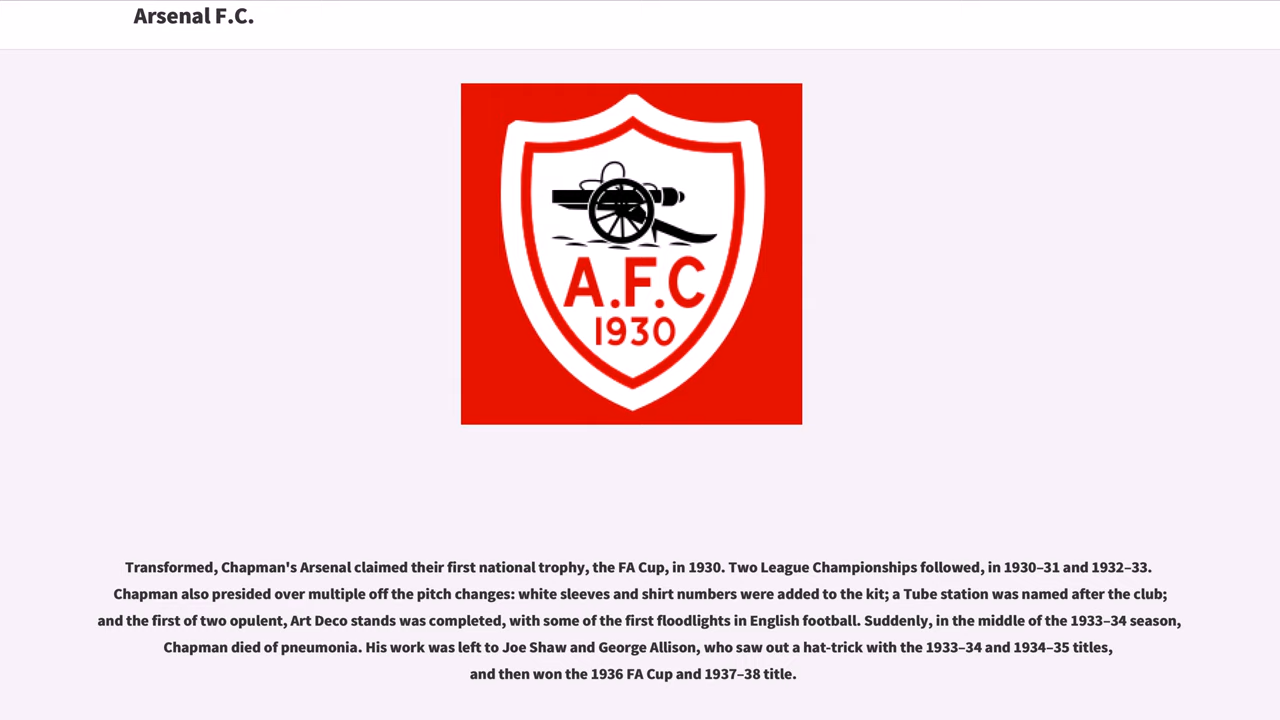 Arsenal F.C.
A.F.C
1930
Transformed, Chapman's Arsenal claimed their first national trophy, the FA Cup, in 1930. Two League Championships followed, in 1930–31 and 1932–33.
Chapman also presided over multiple off the pitch changes: white sleeves and shirt numbers were added to the kit; a Tube station was named after the club;
and the first of two opulent, Art Deco stands was completed, with some of the first floodlights in English football. Suddenly, in the middle of the 1933–34 season,
Chapman died of pneumonia. His work was left to Joe Shaw and George Allison, who saw out a hat-trick with the 1933–34 and 1934–35 titles,
and then won the 1936 FA Cup and 1937–38 title.